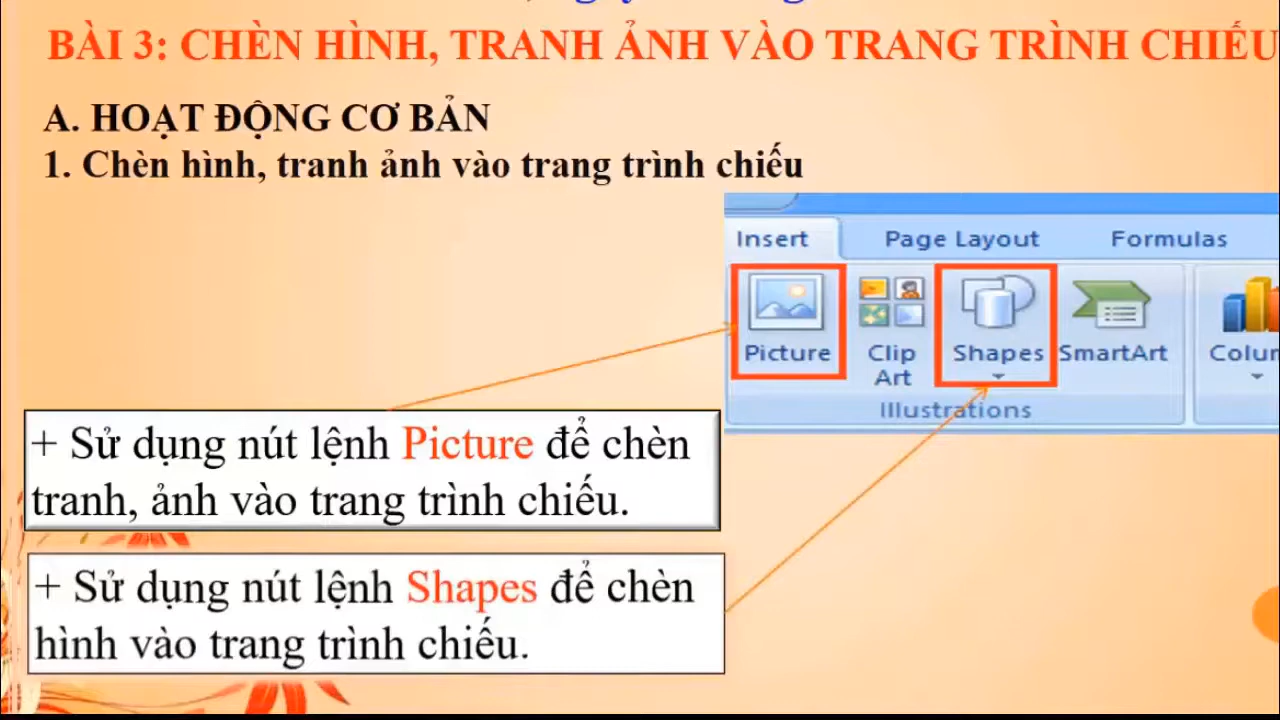 BÀI 3: CHÈN HÌNH, TRANH ẢNH VÀO TRANG TRÌNH CHIẾU
A. HOẠT ĐỘNG CƠ BẢN
1. Chèn hình, tranh ảnh vào trang trình chiếu
Insert Page Layout Formulas
Picture Clip Art Shapes SmartArt
Illustrations
+ Sử dụng nút lệnh Picture để chèn
tranh, ảnh vào trang trình chiếu.
+ Sử dụng nút lệnh Shapes để chèn
hình vào trang trình chiếu.